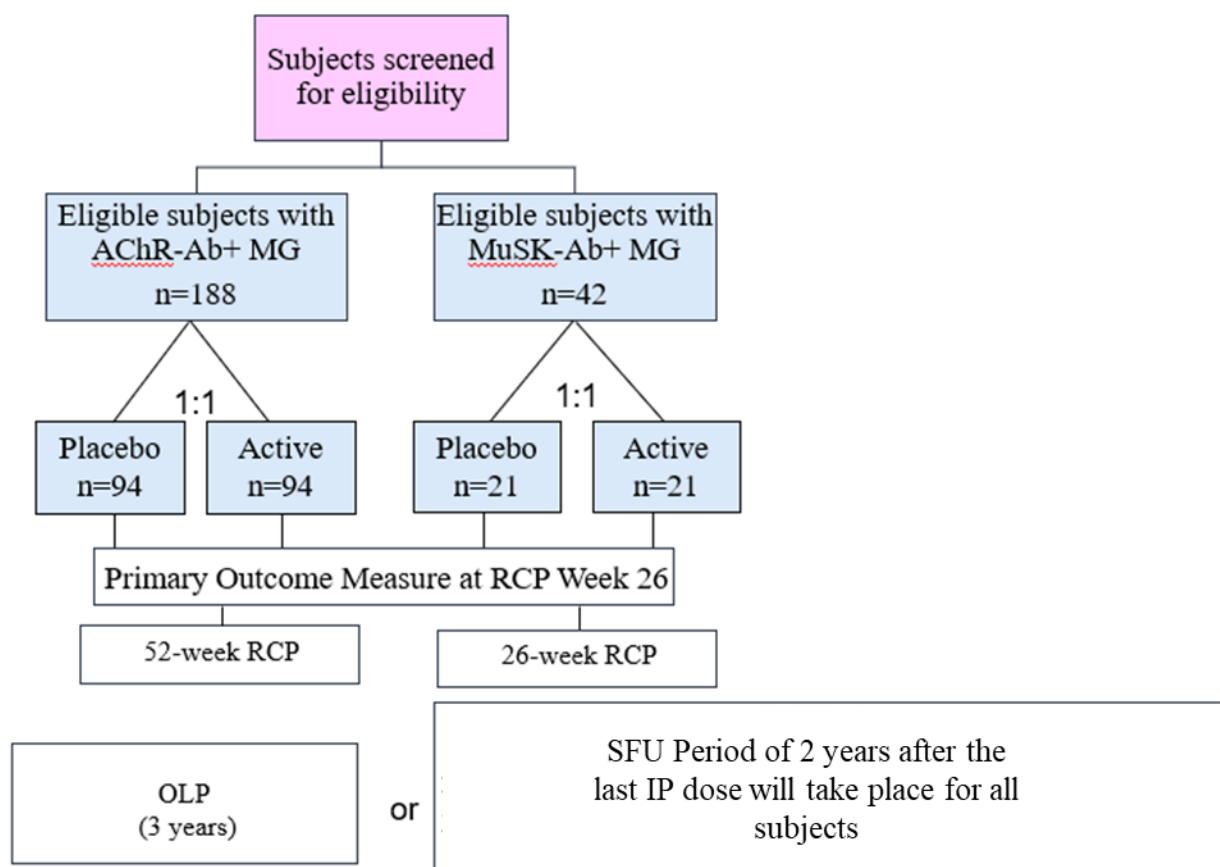 Subjects screened
for eligibility
Eligible subjects with
AChR-Ab+ MG
n=188
Eligible subjects with
MuSK-Ab+ MG
n=42
1:1
1:1
Placebo
n=94
Active
n=94
Placebo
n=21
Active
n=21
Primary Outcome Measure at RCP Week 26
52-week RCP
26-week RCP
OLP
(3 years)
or
SFU Period of 2 years after the
last IP dose will take place for all
subjects